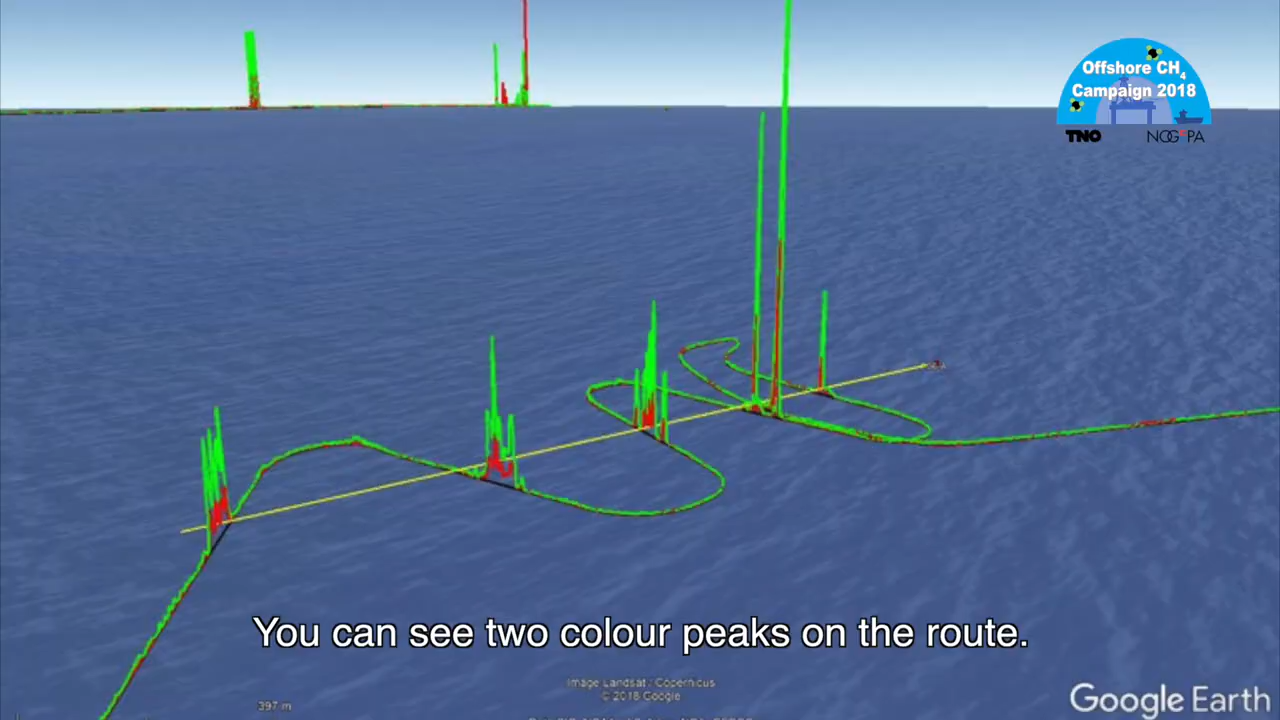 Offshore CH4
Campaign 2018
TNO NOGEPA
You can see two colour peaks on the route.
Image Landsat / Copernicus
© 2018 Google
397 m
Google Earth